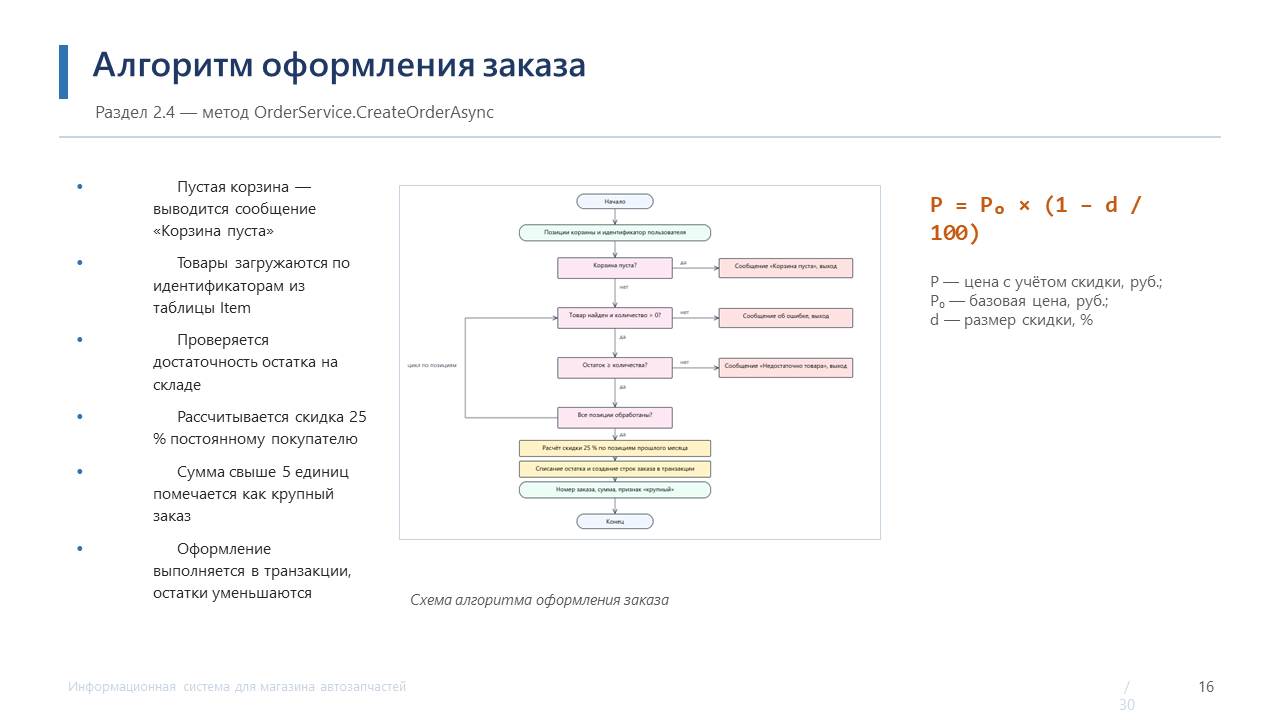 Алгоритм оформления заказа
Раздел 2.4 — метод OrderService.CreateOrderAsync
• Пустая корзина —
выводится сообщение
«Корзина пуста»
• Товары загружаются по
идентификаторам из
таблицы Item
• Проверяется
достаточность остатка на
складе
• Рассчитывается скидка 25
% постоянному покупателю
• Сумма свыше 5 единиц
помечается как крупный
заказ
• Оформление
выполняется в транзакции,
остатки уменьшаются
Начало
Позиции корзины и идентификатор пользователя
Корзина пуста?
да
Сообщение «Корзина пуста», выход
нет
Товар найден и количество > 0?
нет
Сообщение об ошибке, выход
да
цикл по позициям
Остаток ≥ количества?
нет
Сообщение «Недостаточно товара», выход
да
Все позиции обработаны?
да
Расчёт скидки 25 % по позициям прошлого месяца
Списание остатка и создание строк заказа в транзакции
Номер заказа, сумма, признак «крупный»
Конец
Схема алгоритма оформления заказа
P = P₀ × (1 − d /
100)
P — цена с учётом скидки, руб.;
P₀ — базовая цена, руб.;
d — размер скидки, %
Информационная система для магазина автозапчастей
/
30
16